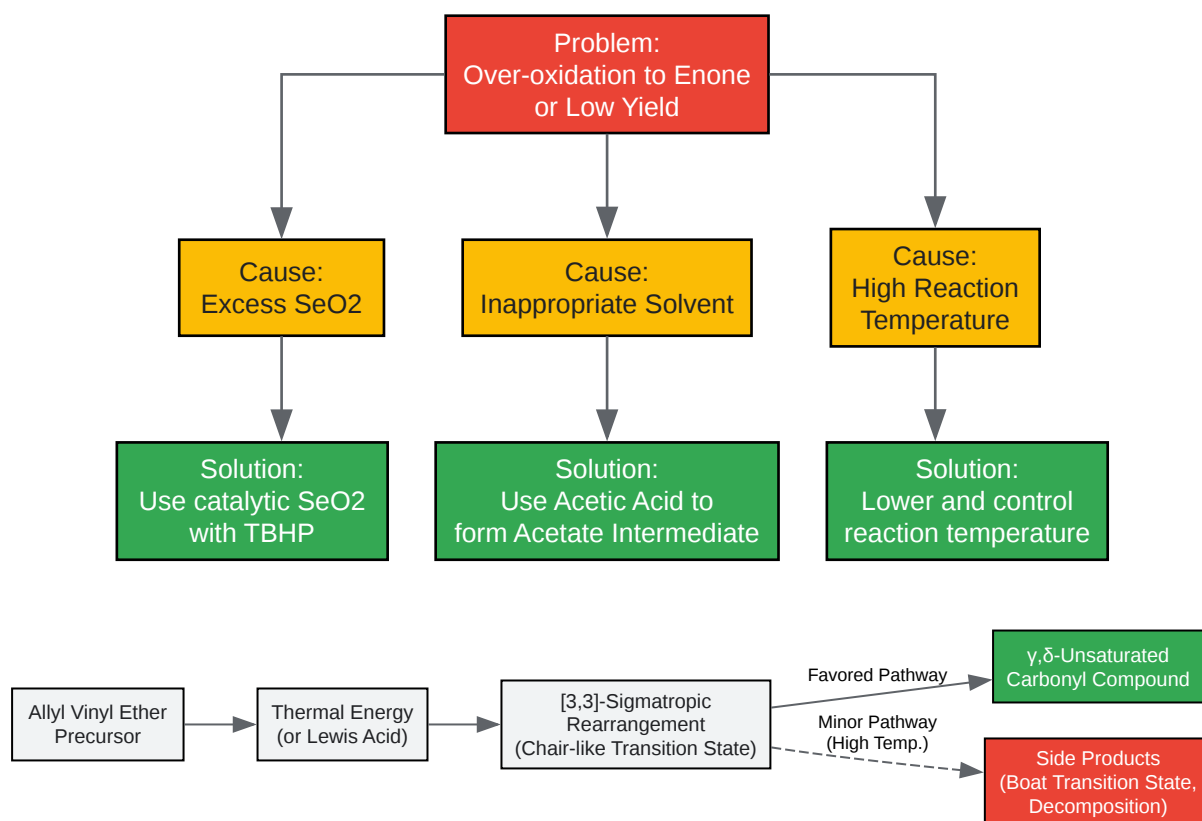 Problem:
Over-oxidation to Enone
or Low Yield
Cause:
Excess SeO2
Cause:
Inappropriate Solvent
Cause:
High Reaction
Temperature
Solution:
Use catalytic SeO2
with TBHP
Solution:
Use Acetic Acid to
form Acetate Intermediate
Solution:
Lower and control
reaction temperature
Allyl Vinyl Ether
Precursor
Thermal Energy
(or Lewis Acid)
[3,3]-Sigmatropic
Rearrangement
(Chair-like Transition State)
Favored Pathway
Minor Pathway
(High Temp.)
γ,δ-Unsaturated
Carbonyl Compound
Side Products
(Boat Transition State,
Decomposition)